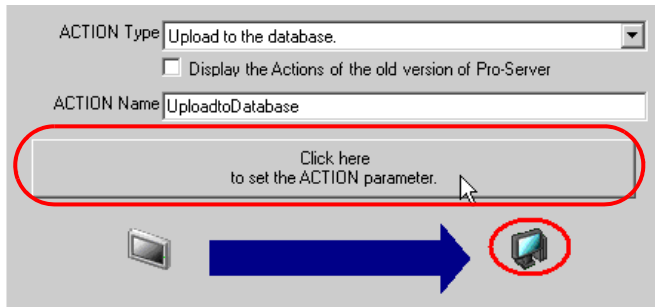 ACTION Type Upload to the database.
Display the Actions of the old version of Pro-Server
ACTION Name UploadtoDatabase
Click here
to set the ACTION parameter.